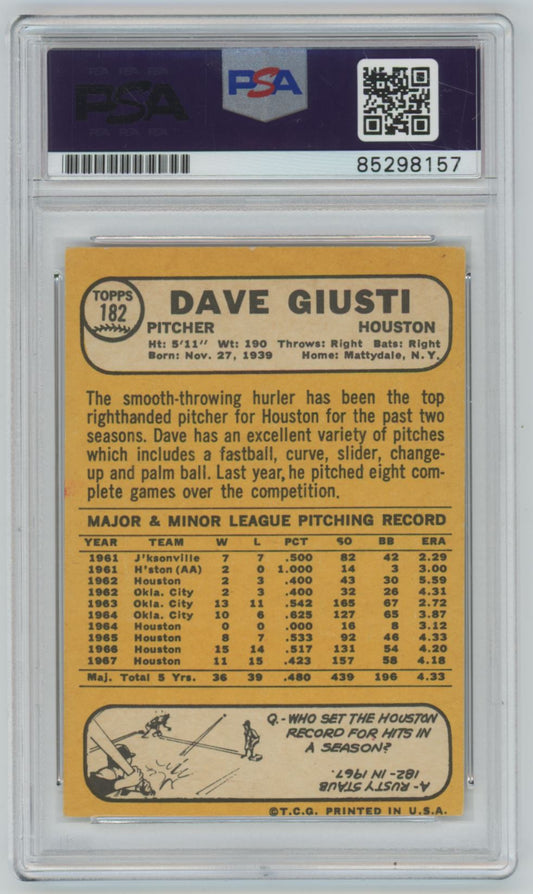 PSA PSA PSA
PSA
PSA PSA PSA
PSA
85298157
TOPPS
182
DAVE GIUSTI
PITCHER HOUSTON
Ht: 5'11" Wt: 190 Throws: Right Bats: Right
Born: Nov. 27, 1939 Home: Mattydale, N. Y.
The smooth-throwing hurler has been the top
righthanded pitcher for Houston for the past two
seasons. Dave has an excellent variety of pitches
which includes a fastball, curve, slider, change-
up and palm ball. Last year, he pitched eight com-
plete games over the competition.
MAJOR & MINOR LEAGUE PITCHING RECORD
YEAR TEAM W L PCT SO BB ERA
1961 J'ksonville 7 7 .500 82 42 2.29
1961 H'ston (AA) 2 0 1.000 14 3 3.00
1962 Houston 2 3 .400 43 30 5.59
1962 Okla. City 2 3 .400 32 26 4.31
1963 Okla. City 13 11 .542 165 67 2.72
1964 Okla. City 10 6 .625 127 65 3.87
1964 Houston 0 0 .000 16 8 3.12
1965 Houston 8 7 .533 92 46 4.33
1966 Houston 15 14 .517 131 54 4.20
1967 Houston 11 15 .423 157 58 4.18
Maj. Total 5 Yrs. 36 39 .480 439 196 4.33
Q.-WHO SET THE HOUSTON
RECORD FOR HITS IN
A SEASON?
A- RUSTY STAUB
182- IN 1967.
©T.C.G. PRINTED IN U.S.A.